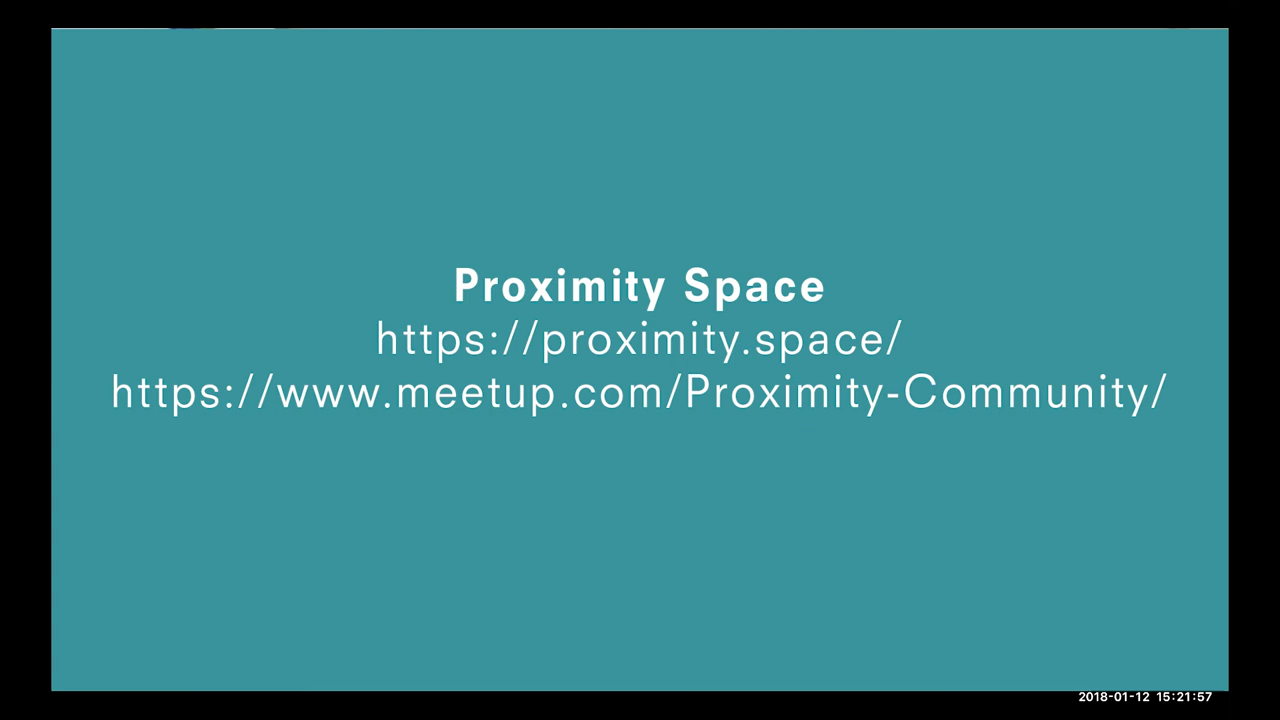 Proximity Space
https://proximity.space/
https://www.meetup.com/Proximity-Community/
2018-01-12 15:21:57